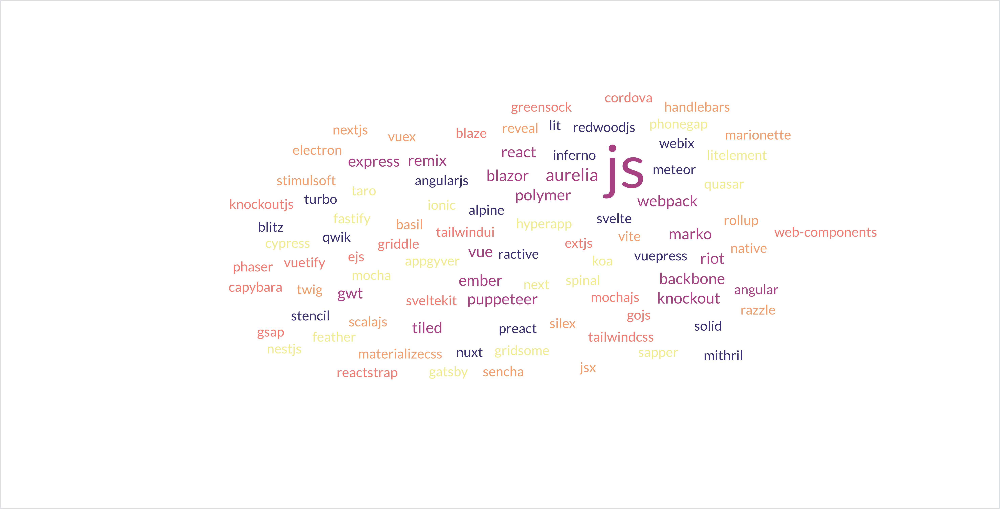 cordova
greensock
handlebars
nextjs
vuex
blaze
reveal
lit
redwoodjs
phonegap
marionette
electron
express
remix
react
inferno
js
webix
litelement
stimulsoft
angularjs
blazor
aurelia
meteor
quasar
knockoutjs
turbo
taro
ionic
alpine
polymer
webpack
blitz
fastify
basil
tailwindui
hyperapp
svelte
rollup
cypress
qwik
griddle
vite
marko
web-components
phaser
vuetify
ejs
appgyver
vue
ractive
extjs
koa
vuepress
riot
native
capybara
twig
mocha
gwt
ember
next
spinal
backbone
angular
sveltekit
puppeteer
mochajs
knockout
stencil
scalajs
tiled
preact
silex
gojs
solid
razzle
gsap
feather
tailwindcss
nestjs
materializecss
nuxt
gridsome
sapper
mithril
reactstrap
gatsby
sencha
jsx